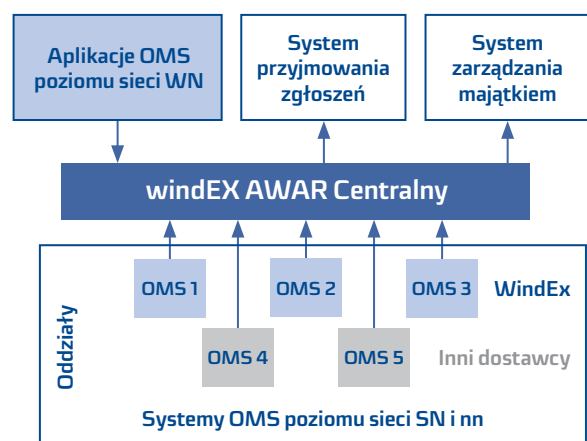 Aplikacje OMS
poziomu sieci WN
System
przyjmowania
zgłoszeń
System
zarządzania
majątkiem
windEX AWAR Centralny
Oddziały
OMS 1
OMS 2
OMS 3
WindEx
OMS 4
OMS 5
Inni dostawcy
Systemy OMS poziomu sieci SN i nn